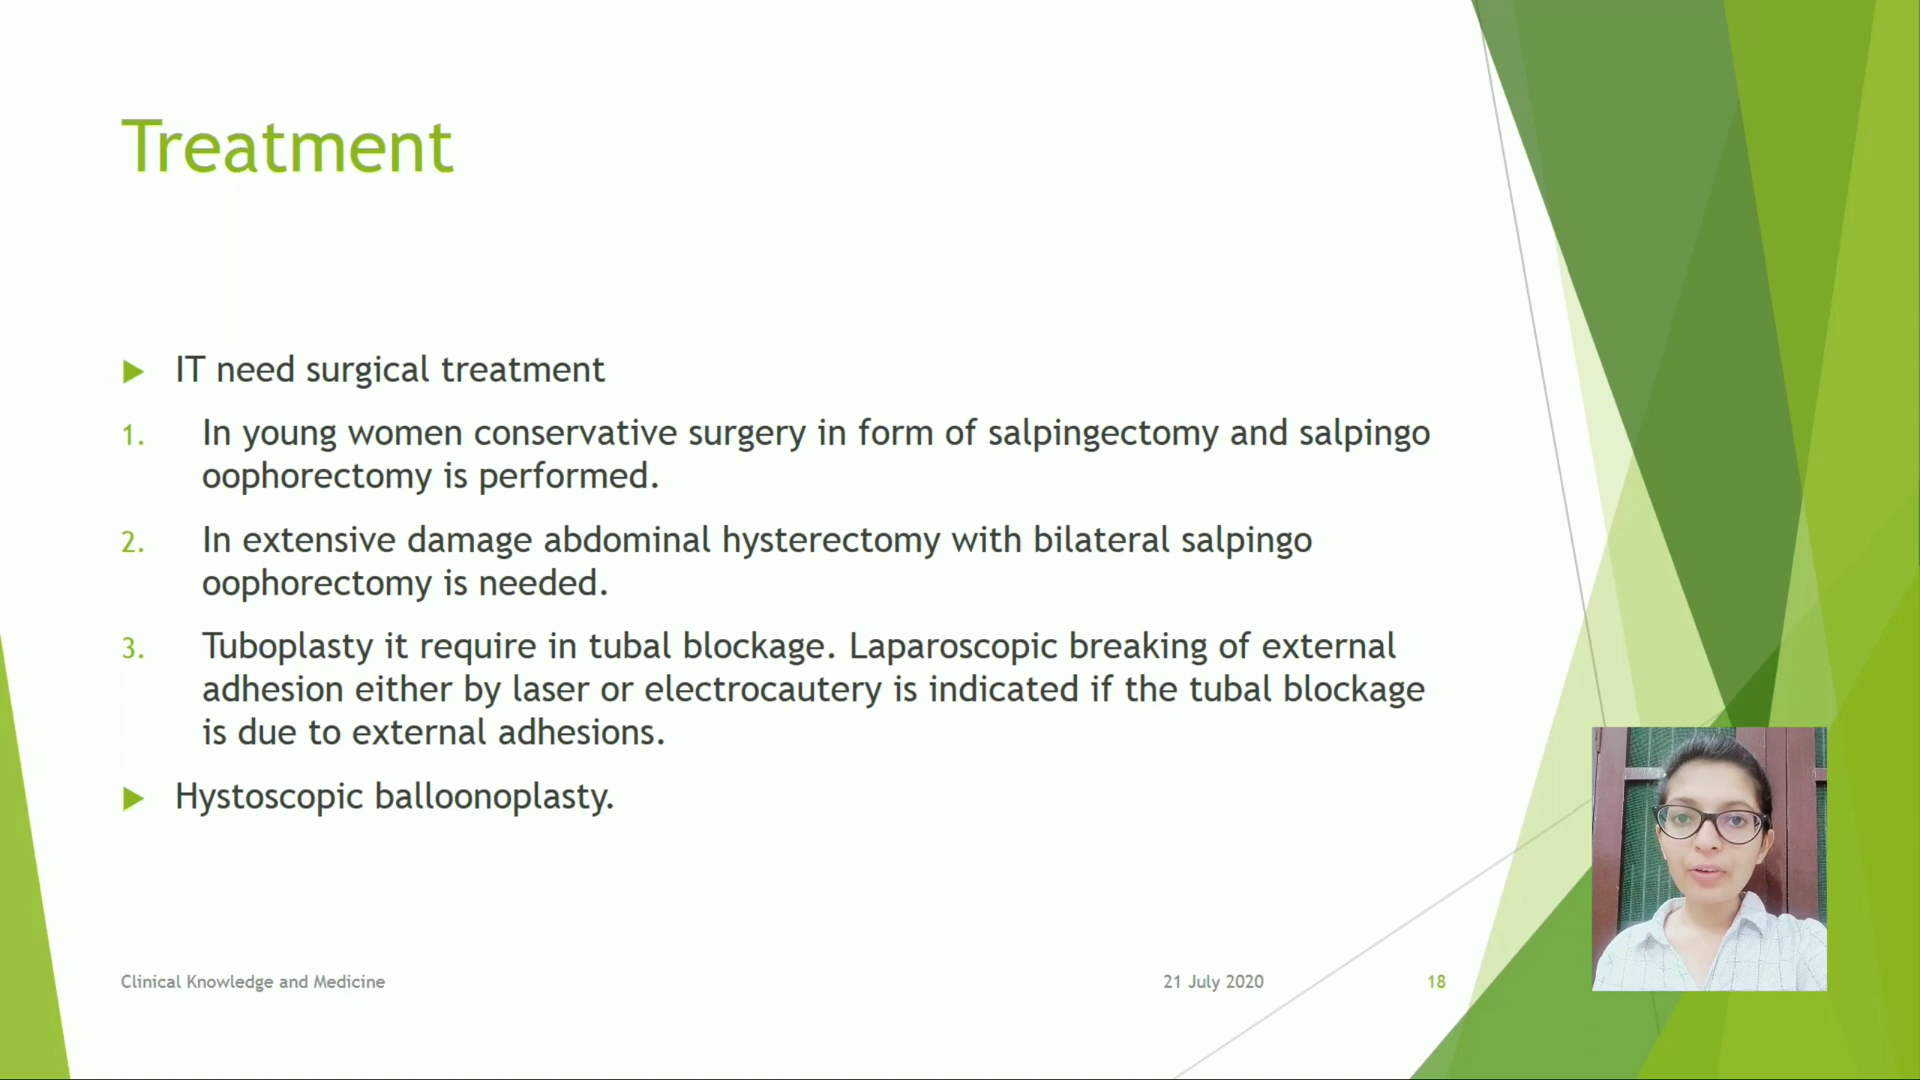 Treatment
IT need surgical treatment
1. In young women conservative surgery in form of salpingectomy and salpingo
oophorectomy is performed.
2. In extensive damage abdominal hysterectomy with bilateral salpingo
oophorectomy is needed.
3. Tuboplasty it require in tubal blockage. Laparoscopic breaking of external
adhesion either by laser or electrocautery is indicated if the tubal blockage
is due to external adhesions.
Hystoscopic balloonoplasty.
Clinical Knowledge and Medicine 21 July 2020 18